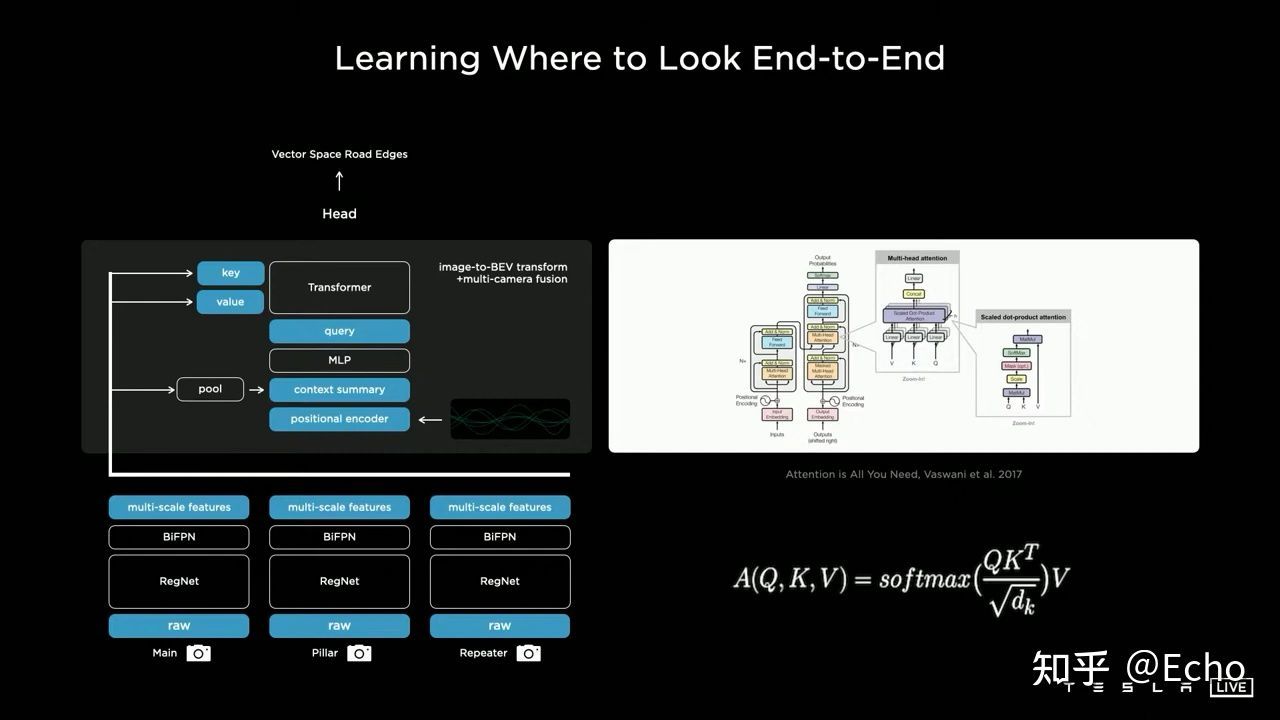 Learning Where to Look End-to-End
Vector Space Road Edges
Head
key
value
Transformer
image-to-BEV transform
+multi-camera fusion
query
MLP
pool
context summary
positional encoder
multi-scale features
multi-scale features
multi-scale features
BiFPN
BiFPN
BiFPN
RegNet
RegNet
RegNet
raw
raw
raw
Main
Pillar
Repeater
Output
Probabilities
Softmax
Linear
Add & Norm
Feed
Forward
Add & Norm
Multi-Head
Attention
Add & Norm
Masked
Multi-Head
Attention
Add & Norm
Feed
Forward
Add & Norm
Multi-Head
Attention
N×
N×
Positional
Encoding
Positional
Encoding
Input
Embedding
Output
Embedding
Inputs
Outputs
(shifted right)
Multi-head attention
Linear
Concat
Scaled Dot-Product
Attention
h
Linear
Linear
Linear
V
K
Q
Zoom-In!
Scaled dot-product attention
MatMul
SoftMax
Mask (opt.)
Scale
MatMul
Q
K
V
Zoom-In!
Attention is All You Need, Vaswani et al. 2017
A(Q, K, V) = softmax(QK^T/√d_k)V
知乎 @Echo
TESLA LIVE